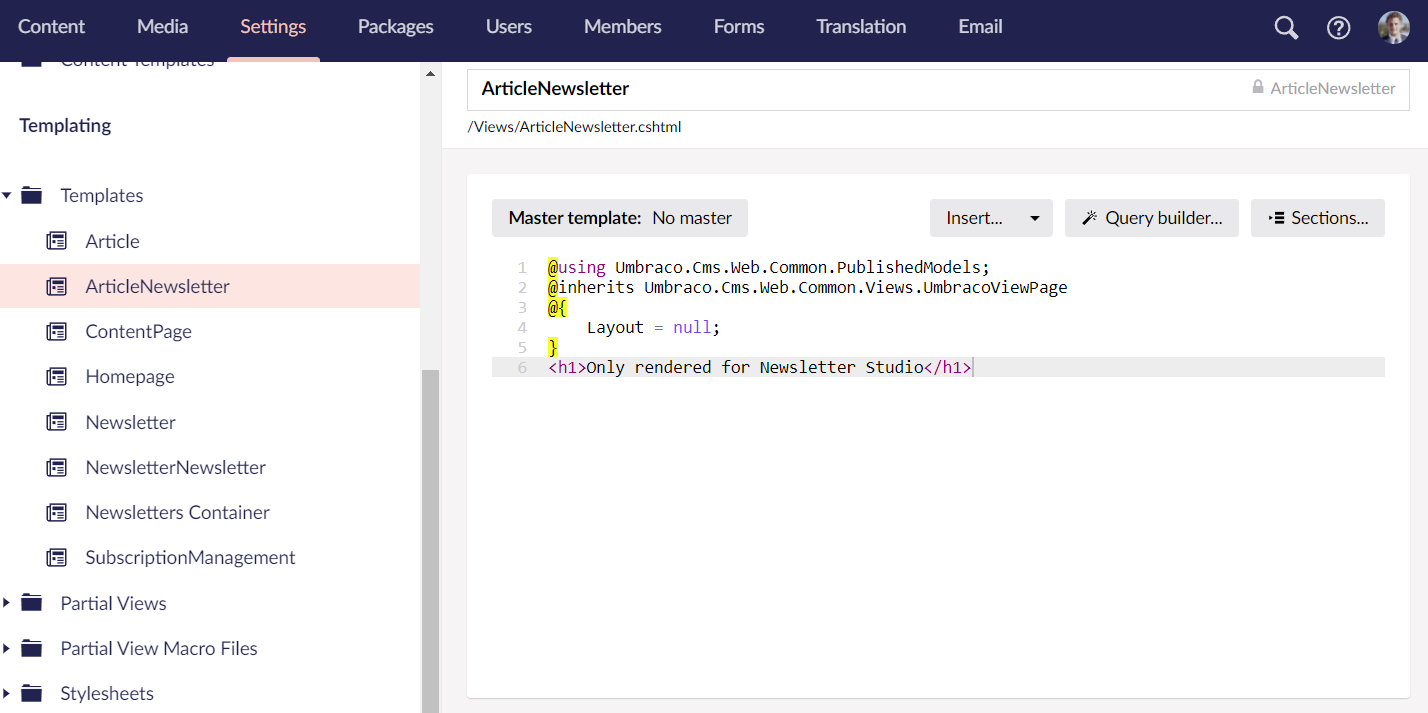 Content Media Settings Packages Users Members Forms Translation Email
Content Templates
Templating
Templates
Article
ArticleNewsletter
ContentPage
Homepage
Newsletter
NewsletterNewsletter
Newsletters Container
SubscriptionManagement
Partial Views
Partial View Macro Files
Stylesheets
ArticleNewsletter ArticleNewsletter
/Views/ArticleNewsletter.cshtml
Master template: No master Insert... Query builder... Sections...
1 @using Umbraco.Cms.Web.Common.PublishedModels;
2 @inherits Umbraco.Cms.Web.Common.Views.UmbracoViewPage
3 @{
4 Layout = null;
5 }
6 <h1>Only rendered for Newsletter Studio</h1>